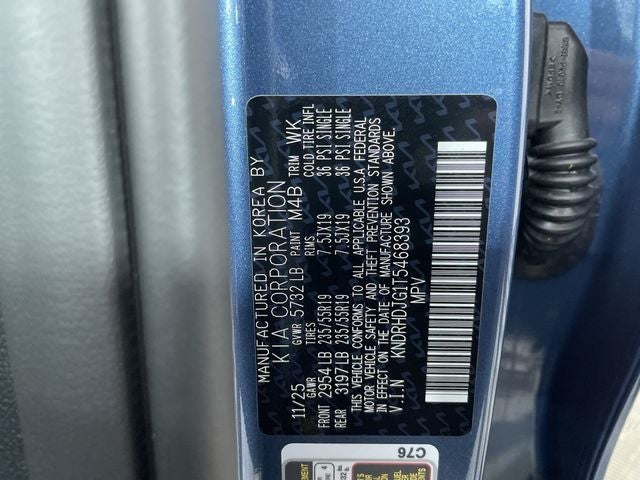 MANUFACTURED IN KOREA BY
KIA CORPORATION
11/25 GVWR 5732 LB PAINT M4B TRIM WK
GAWR TIRES RIMS COLD TIRE INFL
FRONT 2954 LB 235/55R19 7.5JX19 36 PSI SINGLE
REAR 3197 LB 235/55R19 7.5JX19 36 PSI SINGLE
THIS VEHICLE CONFORMS TO ALL APPLICABLE U.S.A FEDERAL
MOTOR VEHICLE SAFETY AND THEFT PREVENTION STANDARDS
IN EFFECT ON THE DATE OF MANUFACTURE SHOWN ABOVE.
V.I.N KNDRHDJG1T5468393
MPV
C76
4